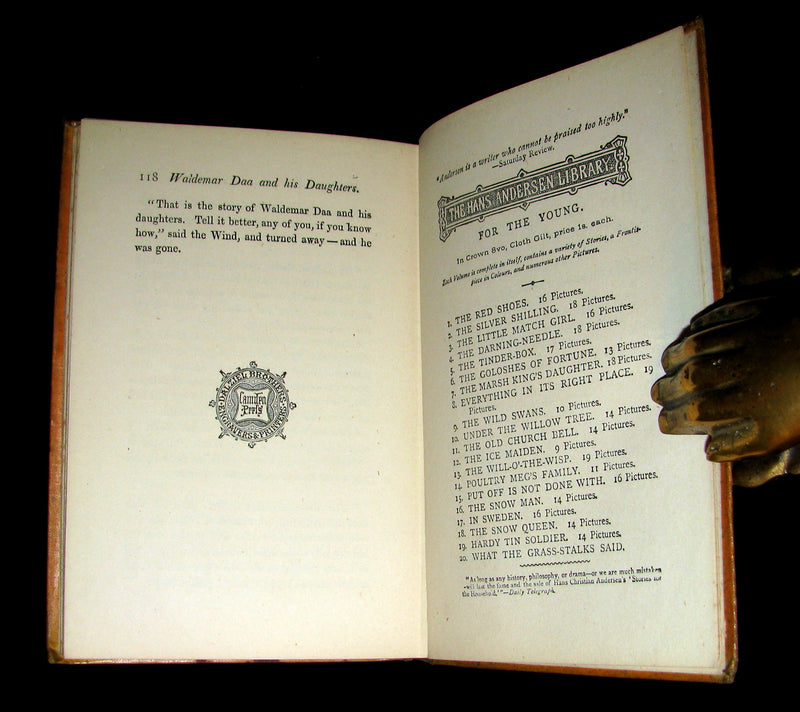 118 Waldemar Daa and his Daughters.
"That is the story of Waldemar Daa and his
daughters. Tell it better, any of you, if you know
how," said the Wind, and turned away — and he
was gone.
DALZIEL BROTHERS
Camden
Press
ENGRAVERS & PRINTERS
"Andersen is a writer who cannot be praised too highly."
—Saturday Review.
THE HANS ANDERSEN LIBRARY
FOR THE YOUNG.
In Crown 8vo, Cloth Gilt, price 1s. each.
Each Volume is complete in itself, contains a variety of Stories, a Frontis-
piece in Colours, and numerous other Pictures.
1. THE RED SHOES. 16 Pictures.
2. THE SILVER SHILLING. 18 Pictures.
3. THE LITTLE MATCH GIRL. 16 Pictures.
4. THE DARNING-NEEDLE. 18 Pictures.
5. THE TINDER-BOX. 17 Pictures.
6. THE GOLOSHES OF FORTUNE. 13 Pictures.
7. THE MARSH KING'S DAUGHTER. 18 Pictures.
8. EVERYTHING IN ITS RIGHT PLACE. 19
Pictures.
9. THE WILD SWANS. 10 Pictures.
10. UNDER THE WILLOW TREE. 14 Pictures.
11. THE OLD CHURCH BELL. 14 Pictures.
12. THE ICE MAIDEN. 9 Pictures.
13. THE WILL-O'-THE-WISP. 19 Pictures.
14. POULTRY MEG'S FAMILY. 11 Pictures.
15. PUT OFF IS NOT DONE WITH. 16 Pictures.
16. THE SNOW MAN. 14 Pictures.
17. IN SWEDEN. 16 Pictures.
18. THE SNOW QUEEN. 14 Pictures.
19. HARDY TIN SOLDIER. 14 Pictures.
20. WHAT THE GRASS-STALKS SAID.
"As long as any history, philosophy, or drama—or we are much mistaken
—will last the fame and the sale of Hans Christian Andersen's 'Stories for
the Household.'"—Daily Telegraph.